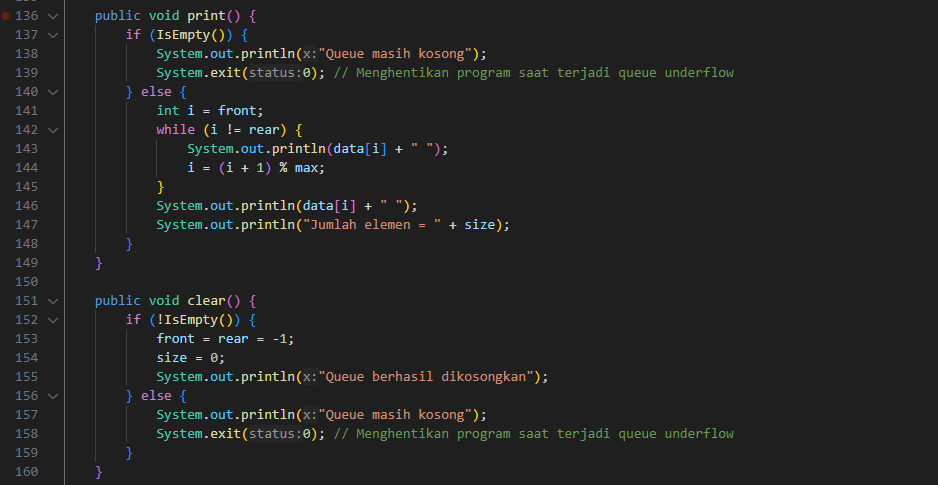 136 public void print() {
137 if (IsEmpty()) {
138 System.out.println(x:"Queue masih kosong");
139 System.exit(status:0); // Menghentikan program saat terjadi queue underflow
140 } else {
141 int i = front;
142 while (i != rear) {
143 System.out.println(data[i] + " ");
144 i = (i + 1) % max;
145 }
146 System.out.println(data[i] + " ");
147 System.out.println("Jumlah elemen = " + size);
148 }
149 }
150
151 public void clear() {
152 if (!IsEmpty()) {
153 front = rear = -1;
154 size = 0;
155 System.out.println(x:"Queue berhasil dikosongkan");
156 } else {
157 System.out.println(x:"Queue masih kosong");
158 System.exit(status:0); // Menghentikan program saat terjadi queue underflow
159 }
160 }